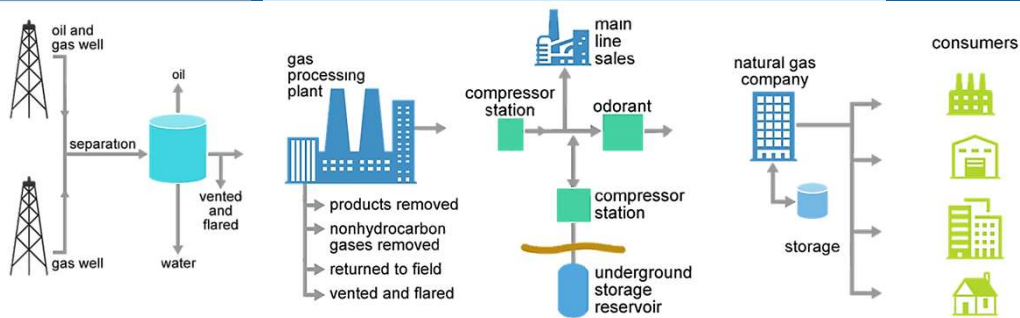 oil and
gas well
oil
separation
vented
and
flared
gas well
water
gas
processing
plant
products removed
nonhydrocarbon
gases removed
returned to field
vented and flared
main
line
sales
compressor
station
odorant
compressor
station
underground
storage
reservoir
natural gas
company
storage
consumers